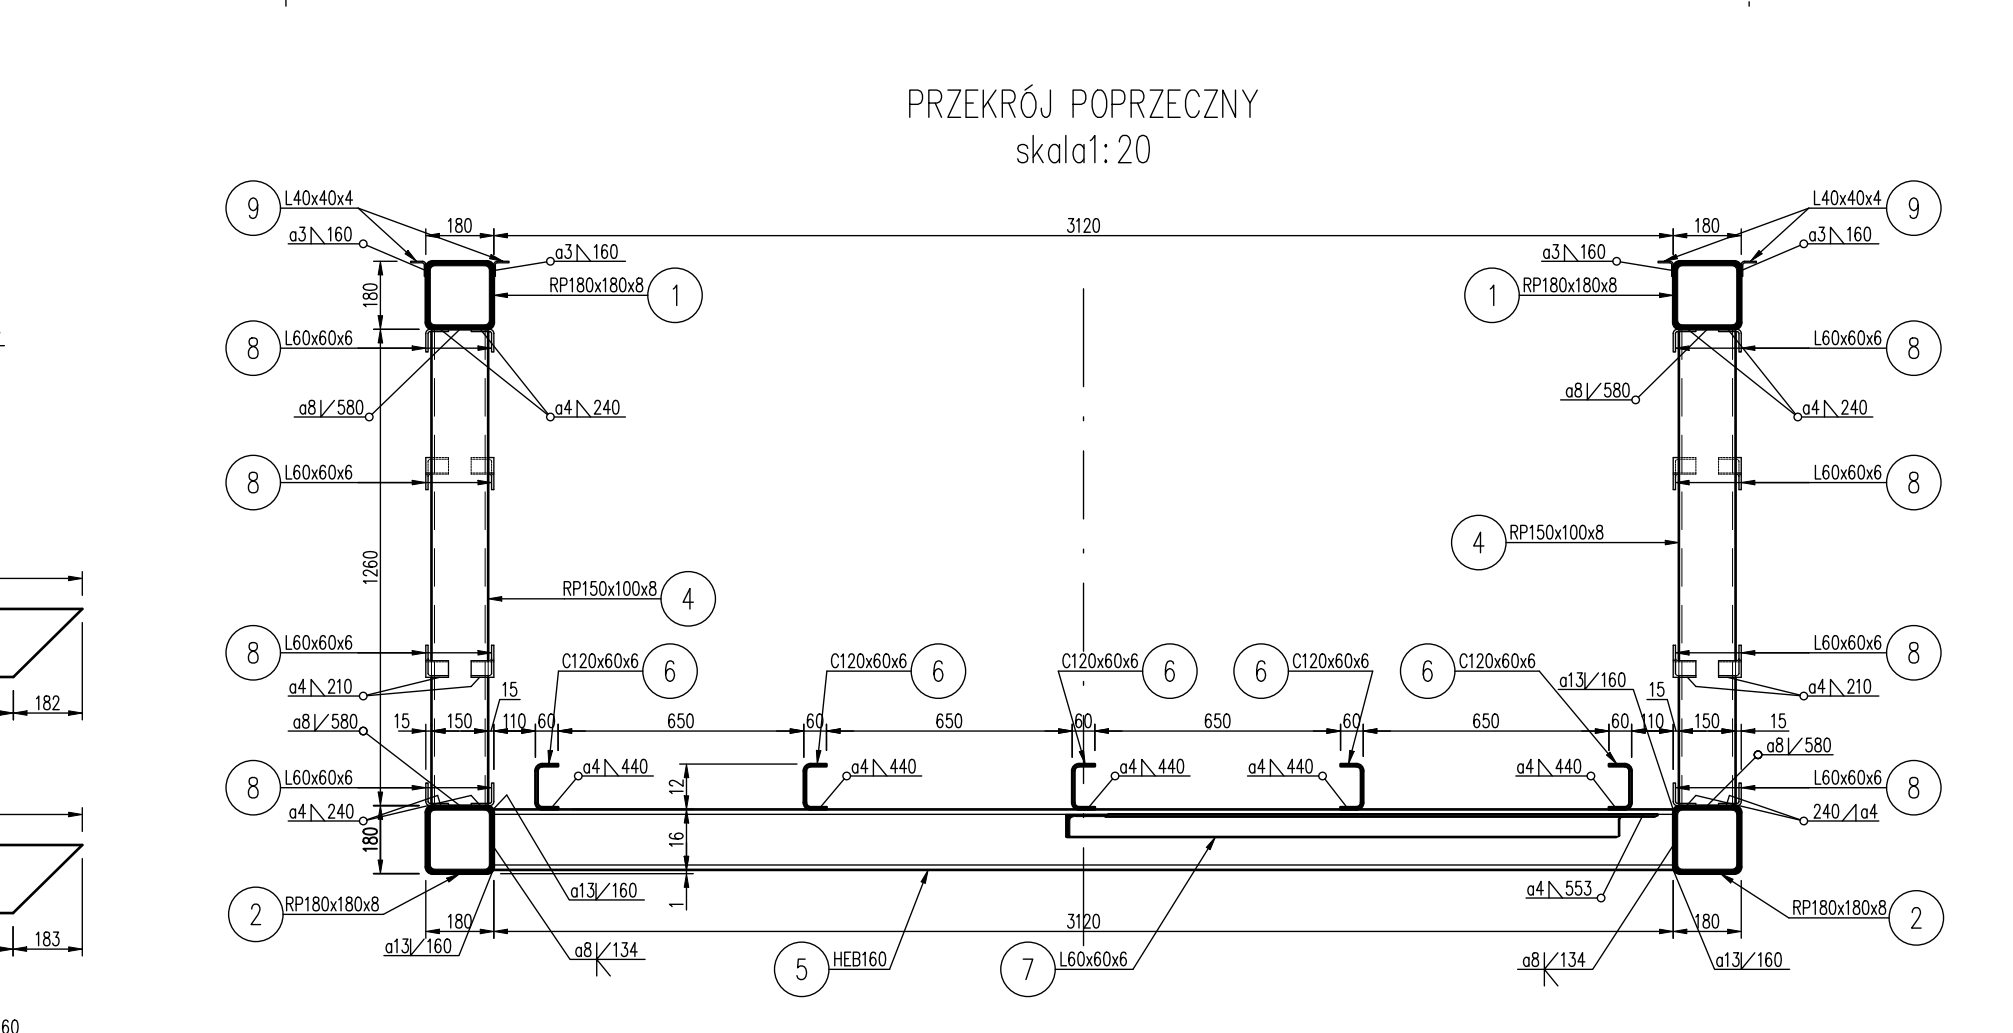 PRZEKRÓJ POPRZECZNY
skala1:20
9 L40x40x4
L40x40x4 9
180 3120 180
a3 160
a3 160
a3 160
a3 160
180
RP180x180x8 1
1 RP180x180x8
8 L60x60x6
L60x60x6 8
a8 580
a4 240
a8 580
a4 240
8 L60x60x6
L60x60x6 8
1260
4 RP150x100x8
RP150x100x8 4
8 L60x60x6
L60x60x6 8
C120x60x6 6
C120x60x6 6
C120x60x6 6
6 C120x60x6
6 C120x60x6
a13 160
a4 210
15
15
a4 210
182
a8 580
15 150 110 60 650 60 650 60 650 60 650 60 110 150 15
a8 580
8 L60x60x6
a4 440
12
a4 440
a4 440
a4 440
a4 440
L60x60x6 8
a4 240
240 a4
180
16
a13 160
1
a4 553
2 RP180x180x8
RP180x180x8 2
180 3120 180
183
a13 160
a8 134
5 HEB160
7 L60x60x6
a8 134
a13 160
60